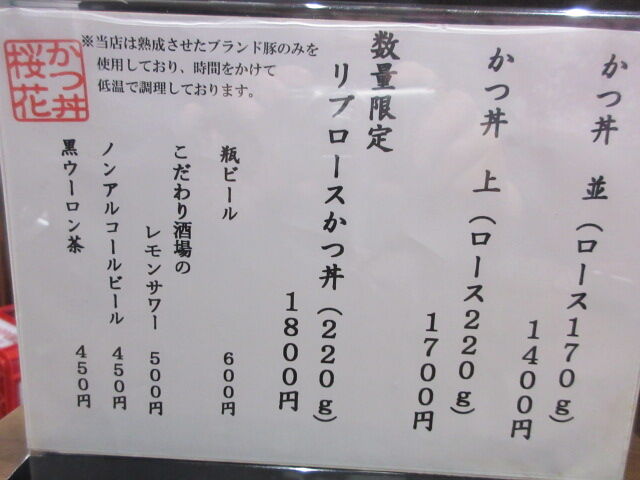 かつ丼 並(ロース170g)
1400円
かつ丼 上(ロース220g)
1700円
数量限定
リブロースかつ丼(220g)
1800円
瓶ビール 600円
こだわり酒場の
レモンサワー 500円
ノンアルコールビール 450円
黒ウーロン茶 450円
※当店は熟成させたブランド豚のみを
使用しており、時間をかけて
低温で調理しております。
かつ丼
桜花